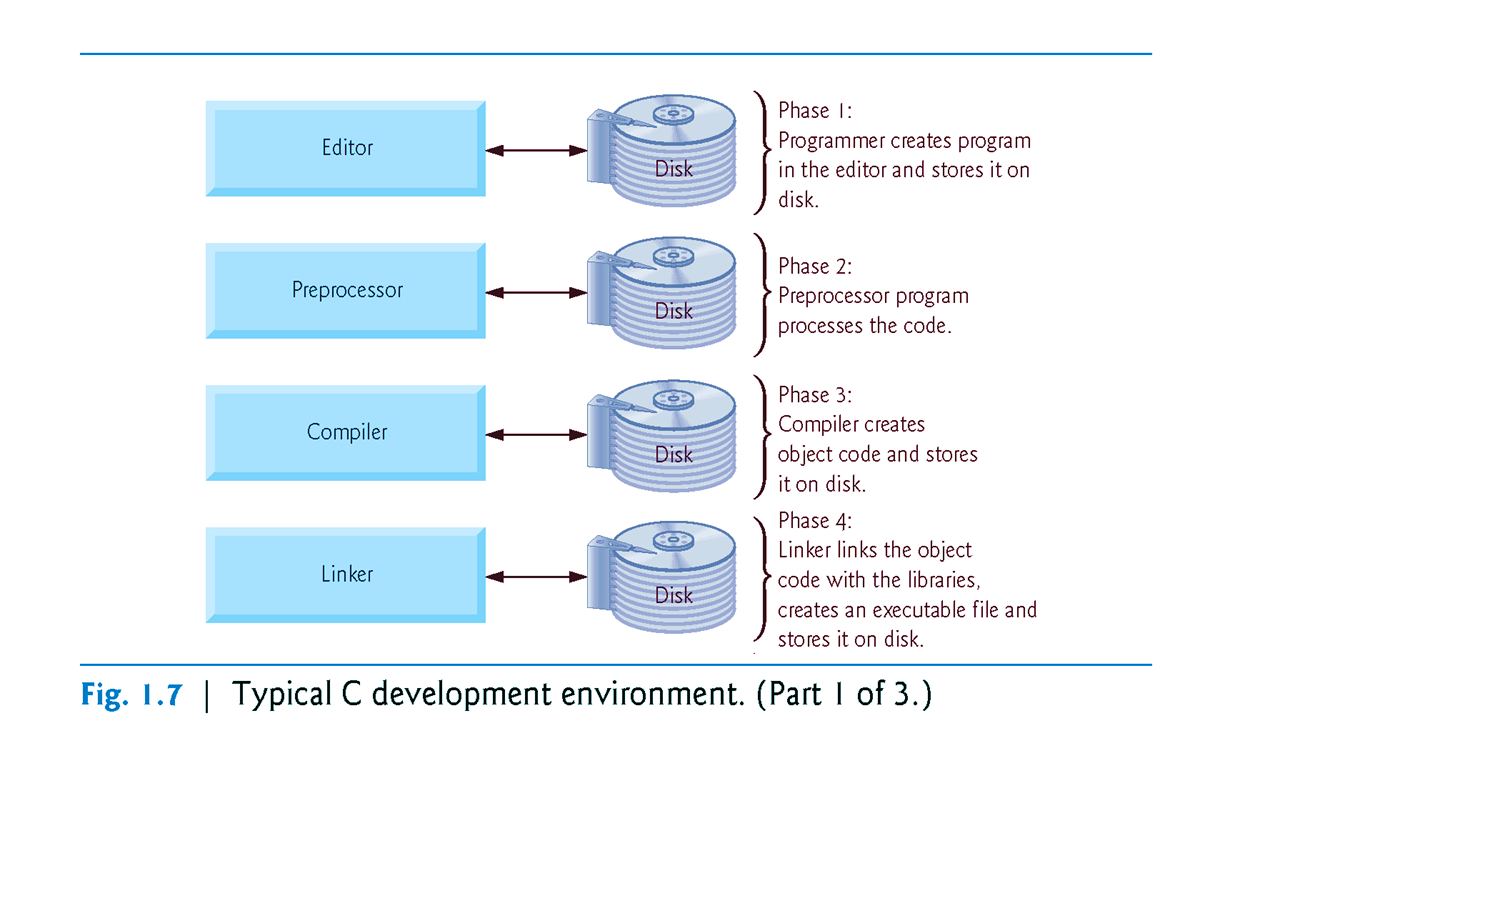 Editor
Disk
Phase 1:
Programmer creates program
in the editor and stores it on
disk.
Preprocessor
Disk
Phase 2:
Preprocessor program
processes the code.
Compiler
Disk
Phase 3:
Compiler creates
object code and stores
it on disk.
Linker
Disk
Phase 4:
Linker links the object
code with the libraries,
creates an executable file and
stores it on disk.
Fig. 1.7 | Typical C development environment. (Part 1 of 3.)